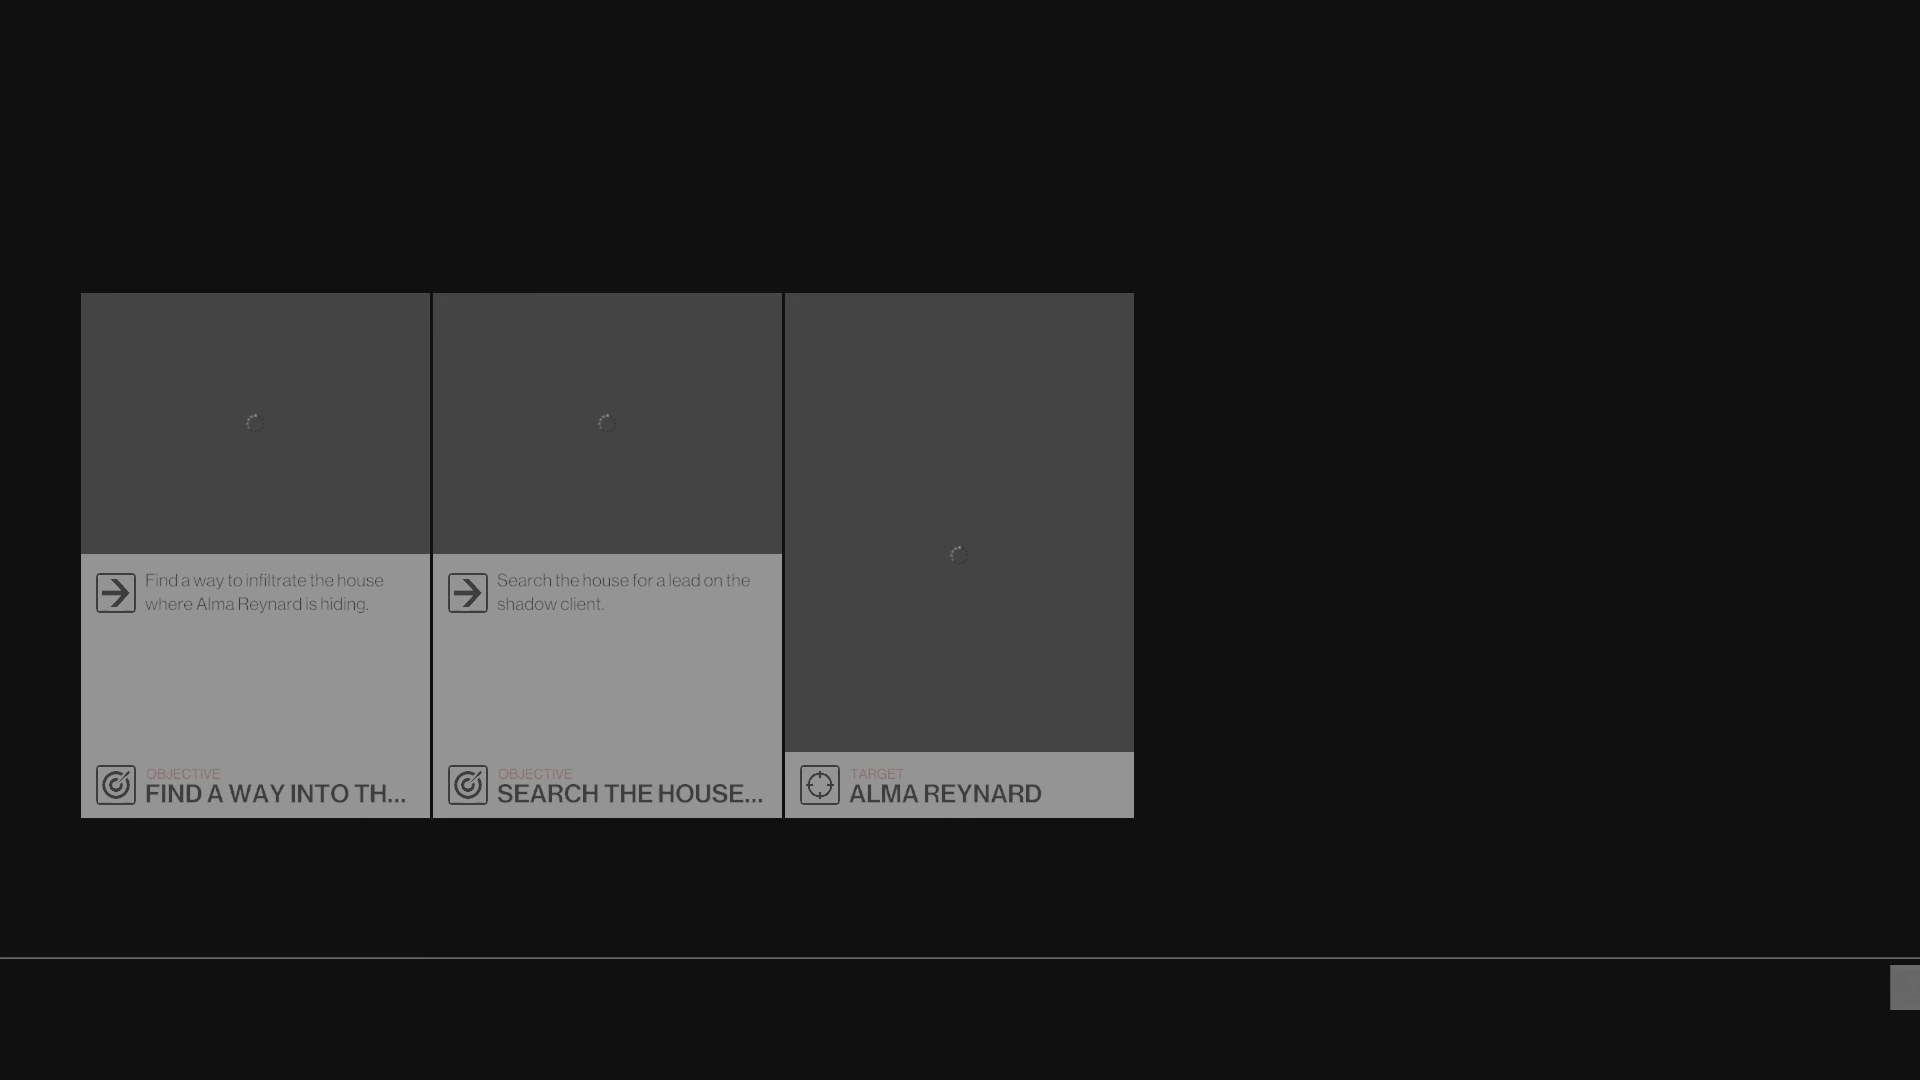 Find a way to infiltrate the house
where Alma Reynard is hiding.
OBJECTIVE
FIND A WAY INTO TH...
Search the house for a lead on the
shadow client.
OBJECTIVE
SEARCH THE HOUSE...
TARGET
ALMA REYNARD